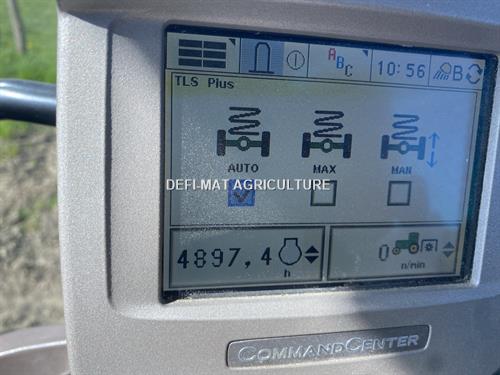 A
B
C
10:56
B
TLS Plus
AUTO
MAX
MAN
DEFI-MAT AGRICULTURE
4897,4
h
0
n/min
COMMANDCENTER